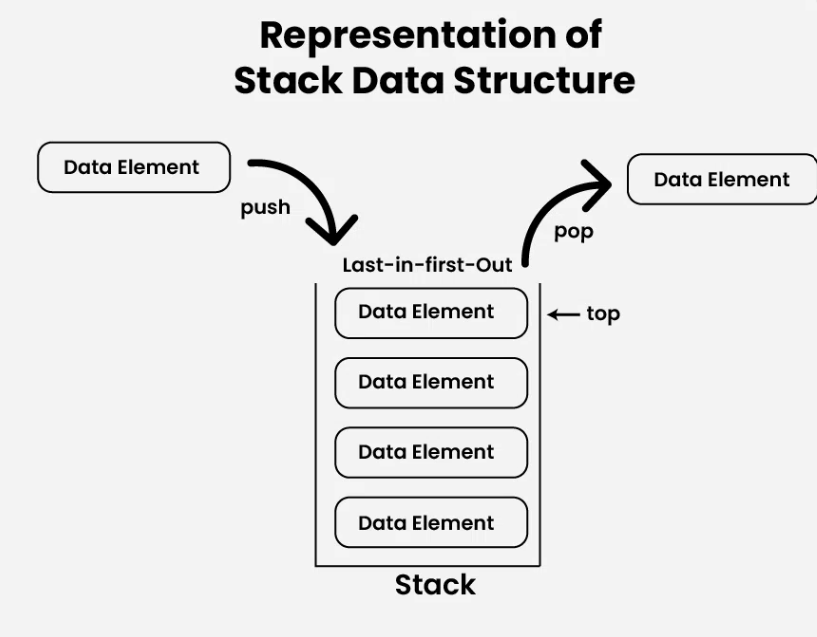 Representation of
Stack Data Structure
Data Element
push
Data Element
pop
Last-in-first-Out
Data Element
top
Data Element
Data Element
Data Element
Stack